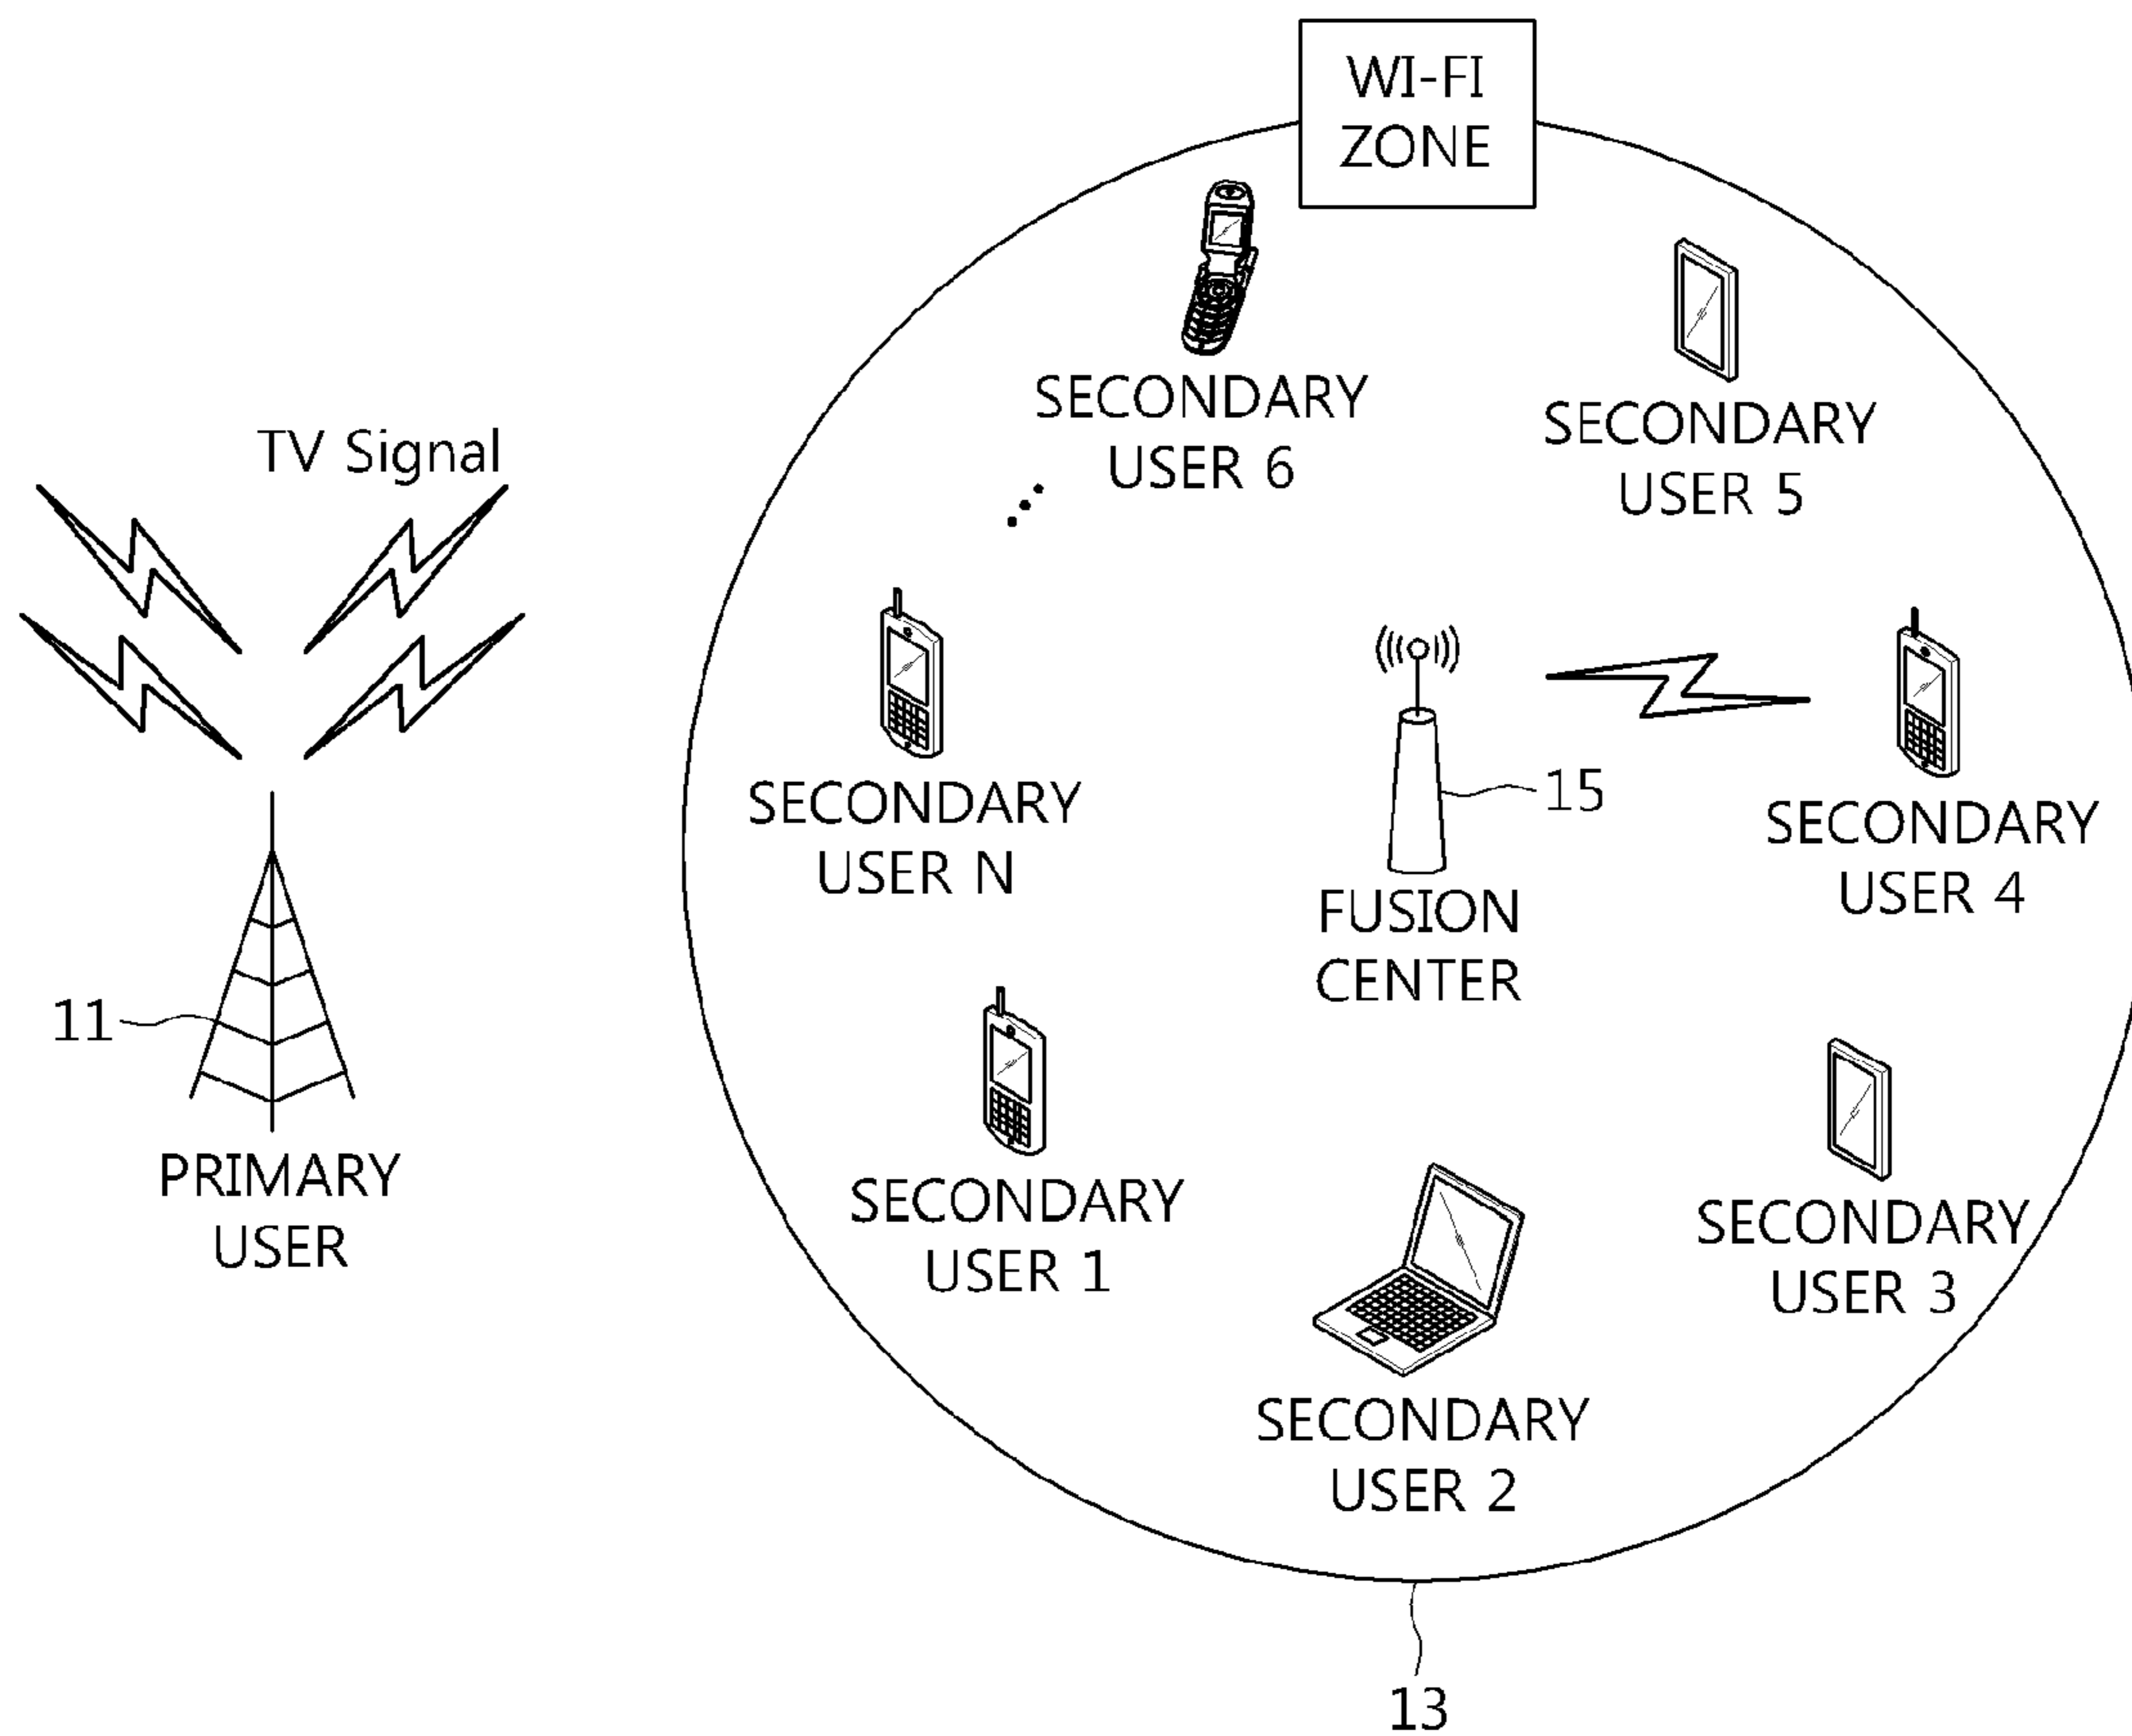 WI-FI
ZONE
TV Signal
SECONDARY
USER 6
SECONDARY
USER 5
SECONDARY
USER N
15
FUSION
CENTER
SECONDARY
USER 4
11
PRIMARY
USER
SECONDARY
USER 1
SECONDARY
USER 3
SECONDARY
USER 2
13